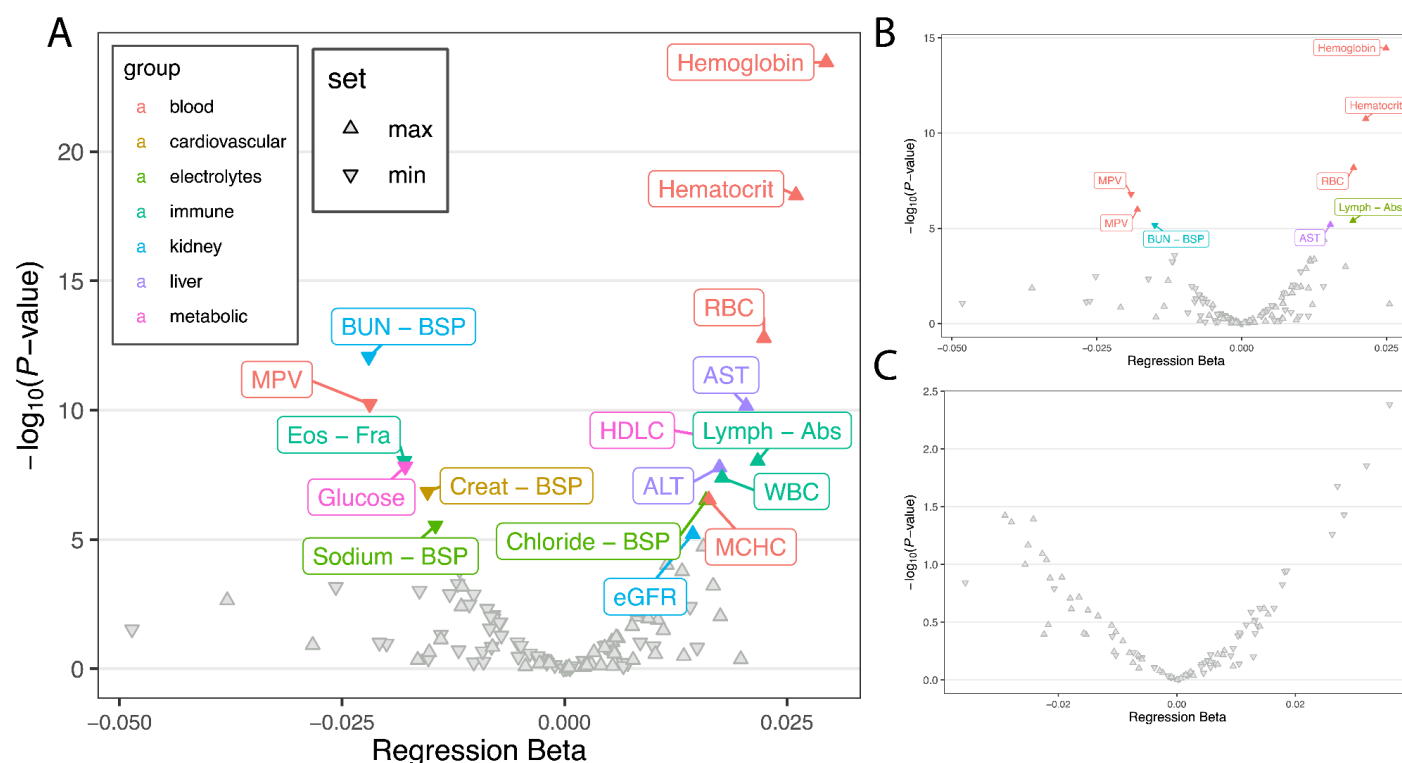 A
group
a blood
a cardiovascular
a electrolytes
a immune
a kidney
a liver
a metabolic
set
max
min
Hemoglobin
Hematocrit
RBC
BUN − BSP
MPV
AST
Eos − Fra
HDLC
Lymph − Abs
Glucose
Creat − BSP
ALT
WBC
Sodium − BSP
Chloride − BSP
MCHC
eGFR
20
15
10
5
0
−log10(P−value)
−0.050
−0.025
0.000
0.025
Regression Beta
B
15
10
5
0
−log10(P−value)
Hemoglobin
Hematocrit
MPV
RBC
MPV
Lymph − Abs
BUN − BSP
AST
−0.050
−0.025
0.000
0.025
Regression Beta
C
2.5
2.0
1.5
1.0
0.5
0.0
−log10(P−value)
−0.02
0.00
0.02
Regression Beta